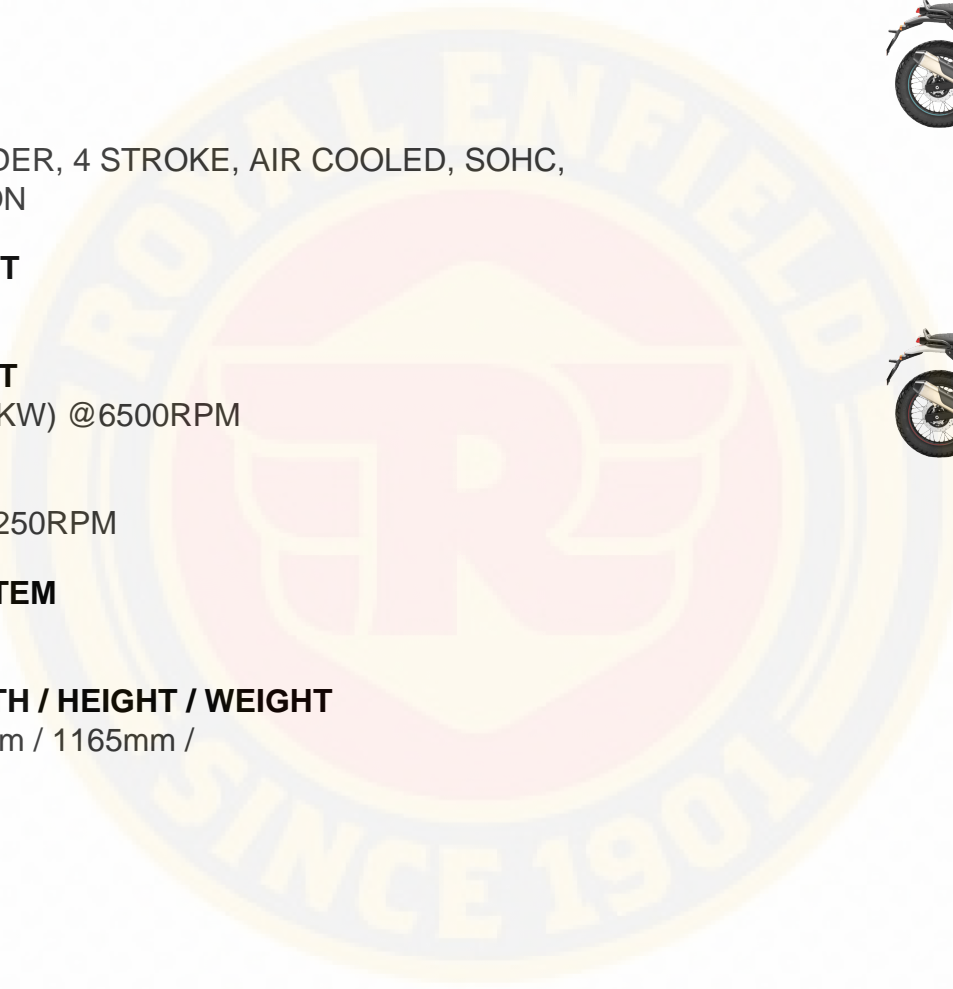 ROYAL ENFIELD
DER, 4 STROKE, AIR COOLED, SOHC,
ON
T
T
KW) @6500RPM
250RPM
TEM
TH / HEIGHT / WEIGHT
m / 1165mm /
R
SINCE 1901